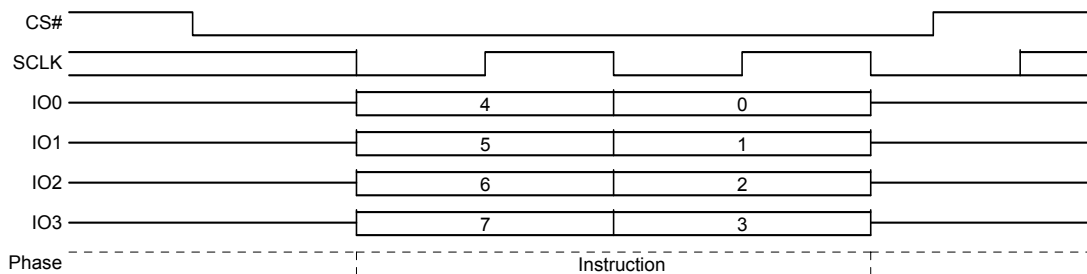 CS#
SCLK
IO0 4 0
IO1 5 1
IO2 6 2
IO3 7 3
Phase Instruction